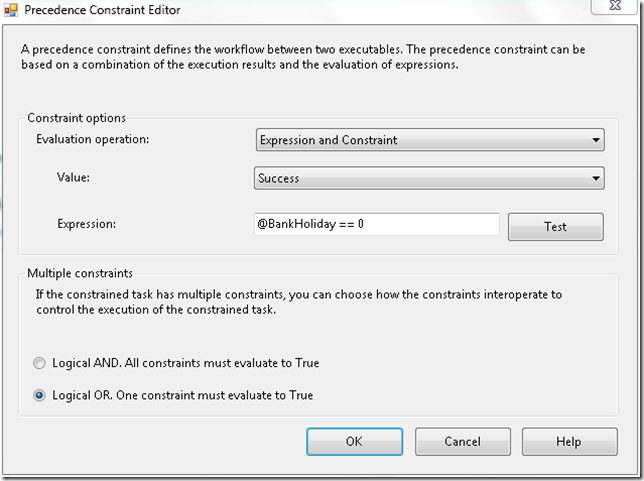 Precedence Constraint Editor
A precedence constraint defines the workflow between two executables. The precedence constraint can be
based on a combination of the execution results and the evaluation of expressions.
Constraint options
Evaluation operation: Expression and Constraint
Value: Success
Expression: @BankHoliday == 0 Test
Multiple constraints
If the constrained task has multiple constraints, you can choose how the constraints interoperate to
control the execution of the constrained task.
Logical AND. All constraints must evaluate to True
Logical OR. One constraint must evaluate to True
OK Cancel Help